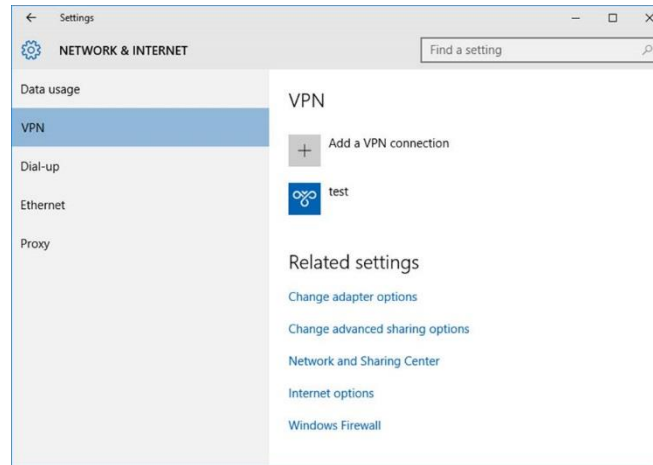 Settings
NETWORK & INTERNET
Find a setting
Data usage
VPN
Dial-up
Ethernet
Proxy
VPN
Add a VPN connection
test
Related settings
Change adapter options
Change advanced sharing options
Network and Sharing Center
Internet options
Windows Firewall